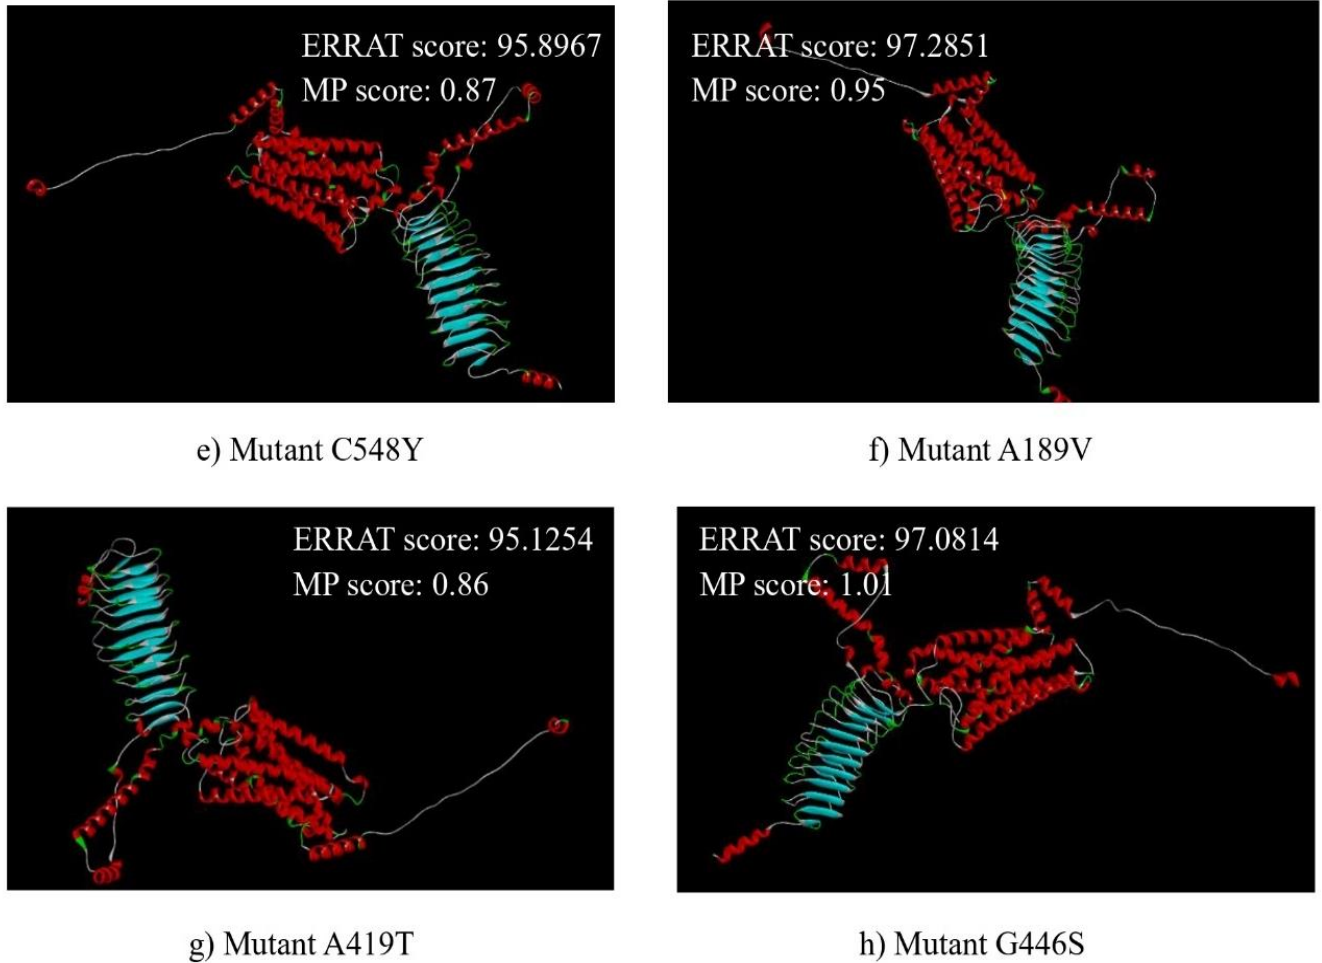 ERRAT score: 95.8967
MP score: 0.87
e) Mutant C548Y
ERRAT score: 97.2851
MP score: 0.95
f) Mutant A189V
ERRAT score: 95.1254
MP score: 0.86
g) Mutant A419T
ERRAT score: 97.0814
MP score: 1.01
h) Mutant G446S